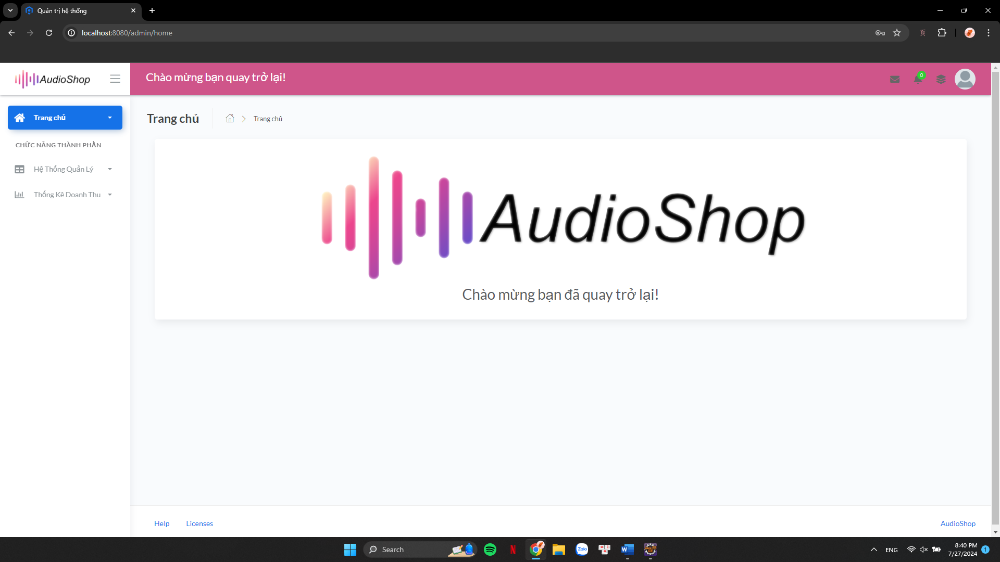 Quản trị hệ thống
localhost:8080/admin/home
AudioShop
Chào mừng bạn quay trở lại!
0
Trang chủ
CHỨC NĂNG THÀNH PHẦN
Hệ Thống Quản Lý
Thống Kê Doanh Thu
Trang chủ
Trang chủ
AudioShop
Chào mừng bạn đã quay trở lại!
Help
Licenses
AudioShop
Search
N
Zalo
W
ENG
8:40 PM
7/27/2024
1